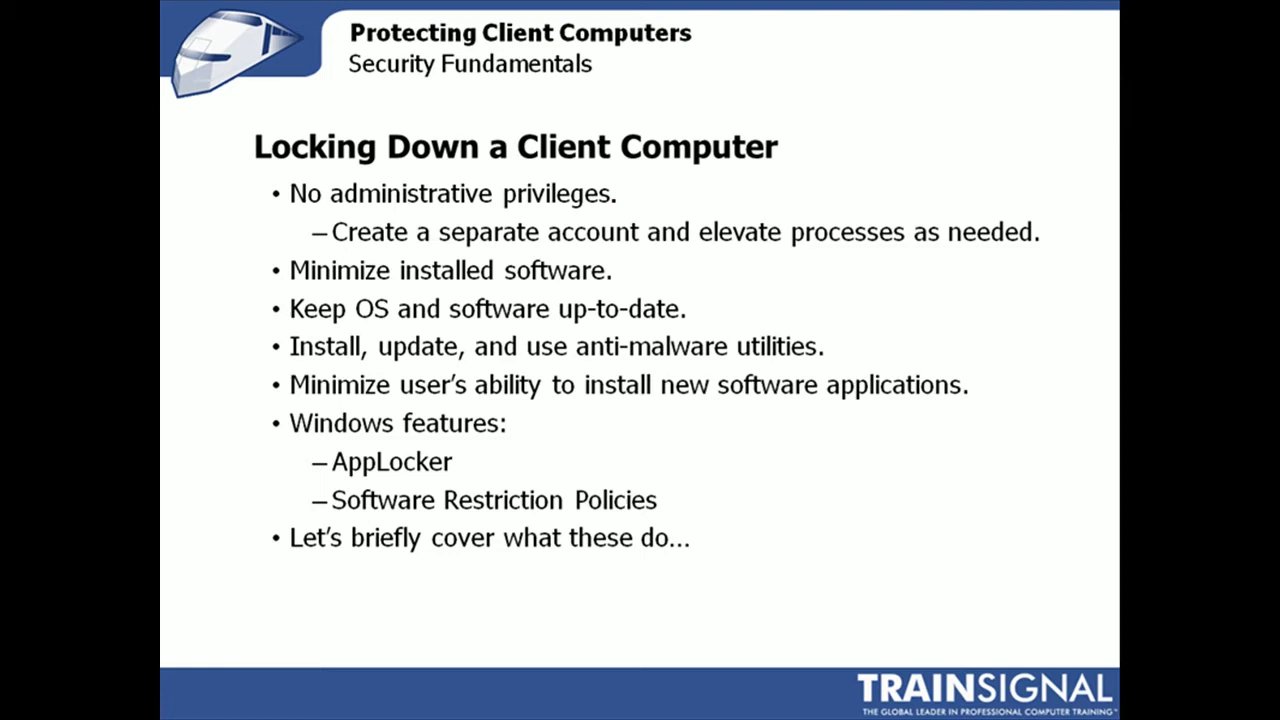 Protecting Client Computers
Security Fundamentals
Locking Down a Client Computer
• No administrative privileges.
– Create a separate account and elevate processes as needed.
• Minimize installed software.
• Keep OS and software up-to-date.
• Install, update, and use anti-malware utilities.
• Minimize user's ability to install new software applications.
• Windows features:
– AppLocker
– Software Restriction Policies
• Let's briefly cover what these do...
TRAINSIGNAL
THE GLOBAL LEADER IN PROFESSIONAL COMPUTER TRAINING™